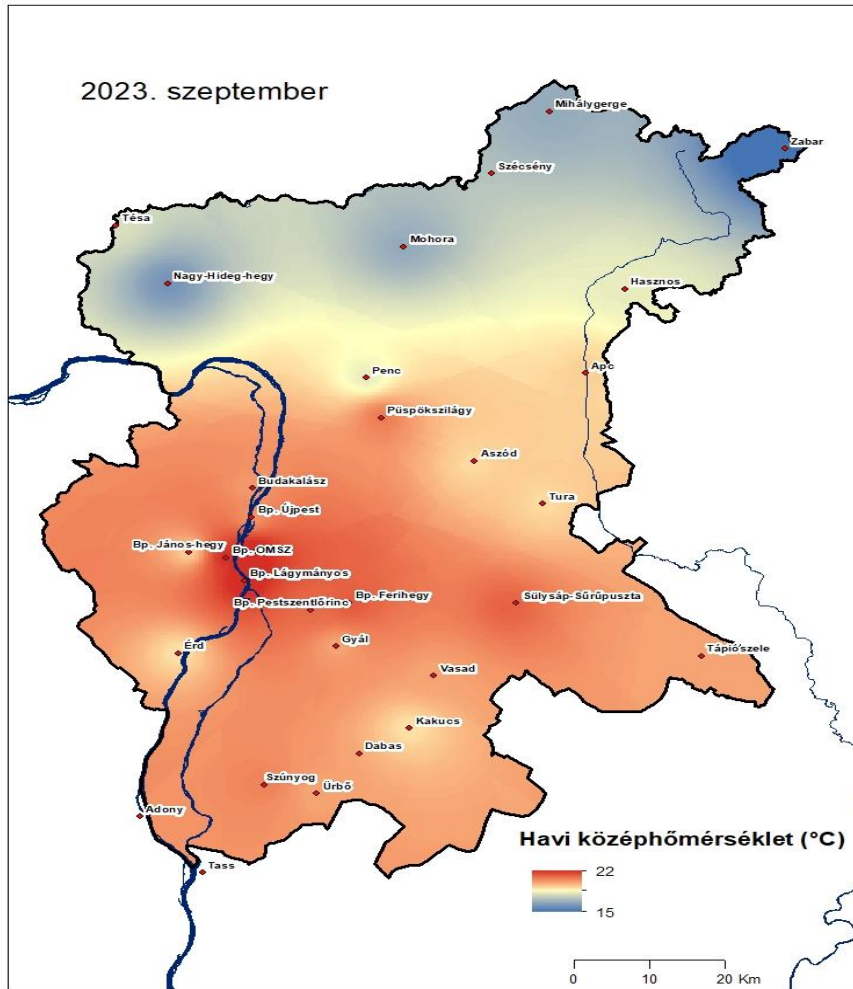 2023. szeptember
Mihálygerge
Zabar
Szécsény
Tésa
Mohora
Nagy-Hideg-hegy
Hasznos
Penc
Apc
Püspökszilágy
Aszód
Budakalász
Tura
Bp. Újpest
Bp. János-hegy
Bp. OMSZ
Bp. Lágymányos
Bp. Ferihegy
Sülysáp-Sűrűpuszta
Bp. Pestszentlőrinc
Gyál
Érd
Tápió'szele
Vasad
Kakucs
Dabas
Szúnyog
Ürbő
Adony
Tass
Havi középhőmérséklet (°C)
22
15
0 10 20 Km